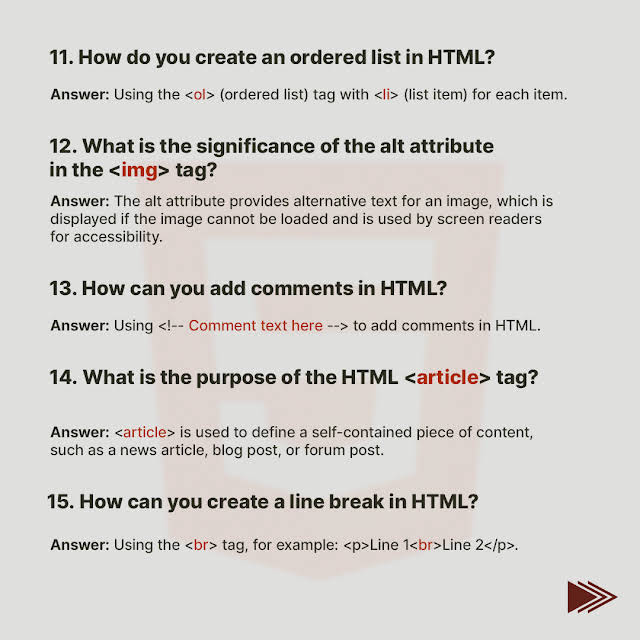 11. How do you create an ordered list in HTML?
Answer: Using the <ol> (ordered list) tag with <li> (list item) for each item.
12. What is the significance of the alt attribute
in the <img> tag?
Answer: The alt attribute provides alternative text for an image, which is
displayed if the image cannot be loaded and is used by screen readers
for accessibility.
13. How can you add comments in HTML?
Answer: Using <!-- Comment text here --> to add comments in HTML.
14. What is the purpose of the HTML <article> tag?
Answer: <article> is used to define a self-contained piece of content,
such as a news article, blog post, or forum post.
15. How can you create a line break in HTML?
Answer: Using the <br> tag, for example: <p>Line 1<br>Line 2</p>.